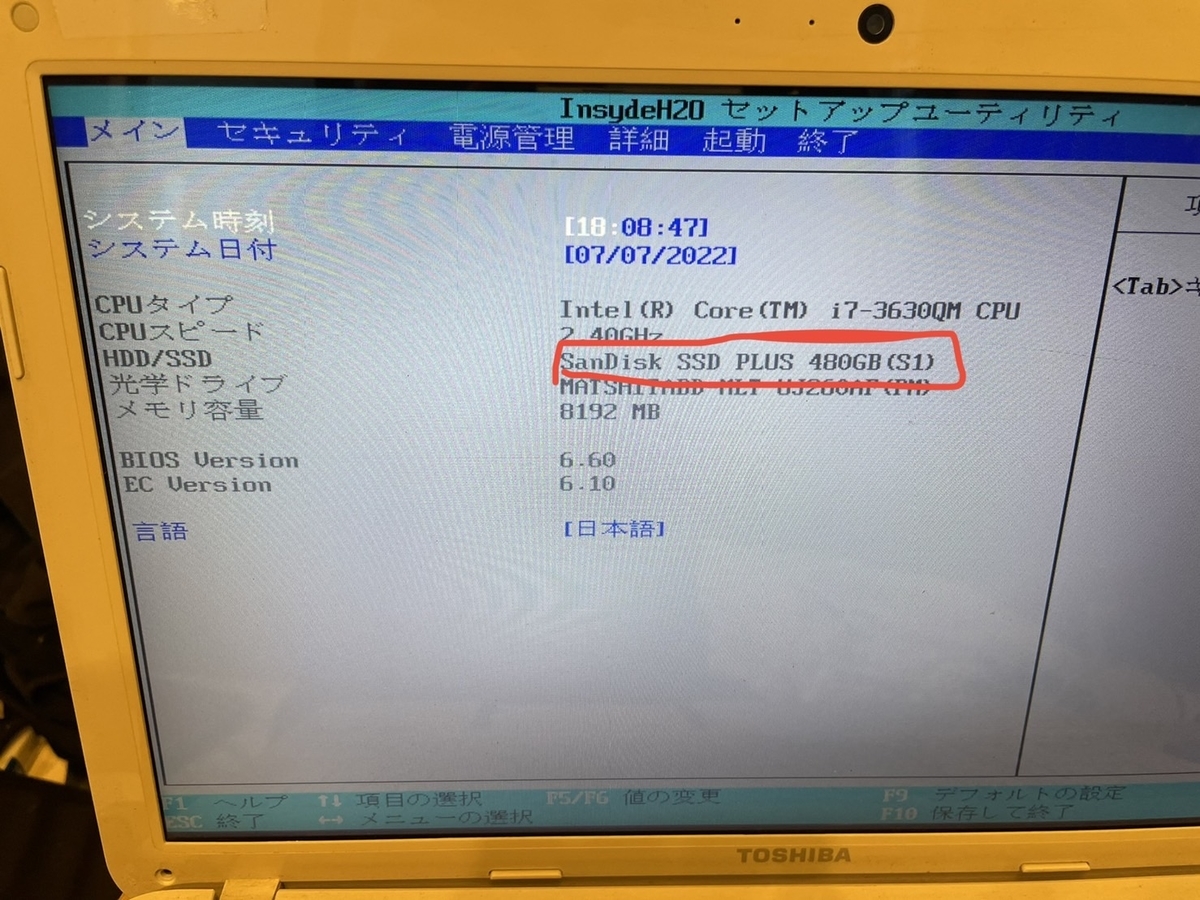 InsydeH2O セットアップユーティリティ
メイン セキュリティ 電源管理 詳細 起動 終了
システム時刻 [18:08:47]
システム日付 [07/07/2022]
<Tab>キ
CPUタイプ Intel(R) Core(TM) i7-3630QM CPU
CPUスピード 2.40GHz
HDD/SSD SanDisk SSD PLUS 480GB(S1)
光学ドライブ MATSHITADVD
メモリ容量 8192 MB
BIOS Version 6.60
EC Version 6.10
言語 [日本語]
F1 ヘルプ ↑↓ 項目の選択 F5/F6 値の変更 F9 デフォルトの設定
ESC 終了 ↔ メニューの選択 F10 保存して終了
TOSHIBA